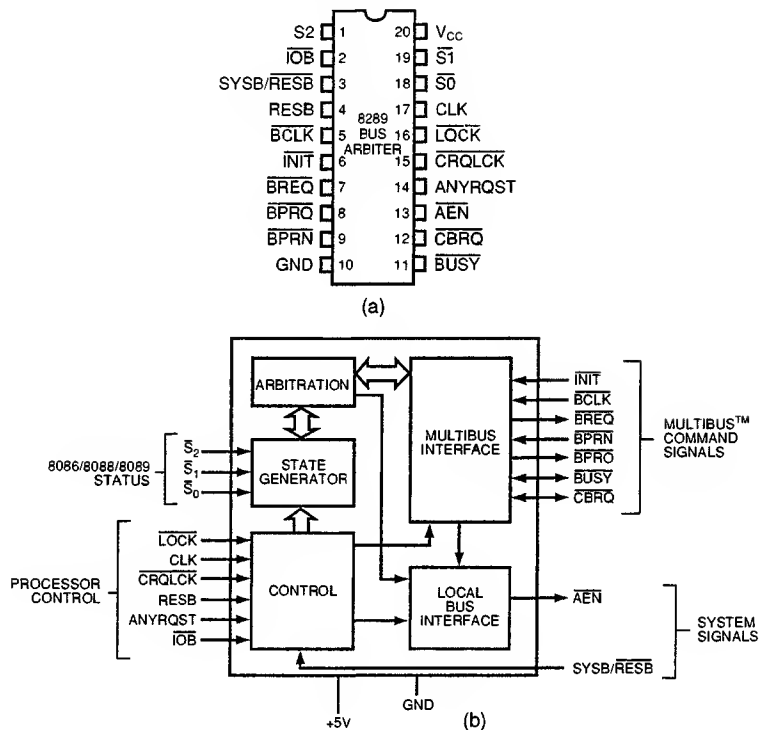 S2 1 20 VCC
IOB 2 19 S1
SYSB/RESB 3 18 S0
RESB 4 17 CLK
8289
BUS
ARBITER
BCLK 5 16 LOCK
INIT 6 15 CRQLCK
BREQ 7 14 ANYRQST
BPRQ 8 13 AEN
BPRN 9 12 CBRQ
GND 10 11 BUSY
(a)
ARBITRATION
STATE
GENERATOR
CONTROL
MULTIBUS
INTERFACE
LOCAL
BUS
INTERFACE
8086/8088/8089
STATUS
S2
S1
S0
PROCESSOR
CONTROL
LOCK
CLK
CRQLCK
RESB
ANYRQST
IOB
INIT
BCLK
BREQ
BPRN
BPRO
BUSY
CBRQ
MULTIBUS™
COMMAND
SIGNALS
AEN
SYSB/RESB
SYSTEM
SIGNALS
+5V
GND
(b)